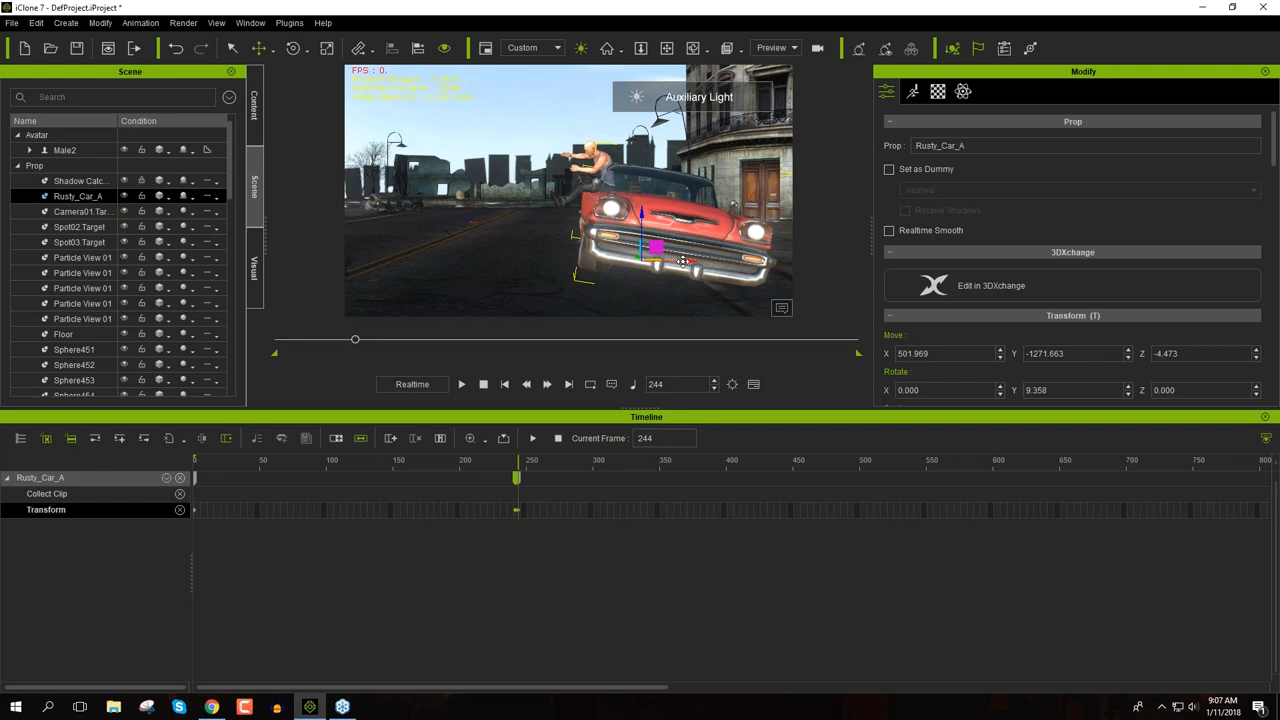 iClone 7 - DefProject.iProject *
File Edit Create Modify Animation Render Window Plugins Help
Custom
Preview
Scene
Search
Name Condition
Avatar
Male2
Prop
Shadow Catc...
Rusty_Car_A
Camera01.Tar...
Spot02.Target
Spot03.Target
Particle View 01
Particle View 01
Particle View 01
Particle View 01
Particle View 01
Floor
Sphere451
Sphere452
Sphere453
Content
Scene
Visual
FPS : 0.
Auxiliary Light
Realtime
244
Modify
Prop
Prop : Rusty_Car_A
Set as Dummy
Normal
Receive Shadows
Realtime Smooth
3DXchange
Edit in 3DXchange
Transform (T)
Move :
X 501.969 Y -1271.663 Z -4.473
Rotate :
X 0.000 Y 9.358 Z 0.000
Timeline
Current Frame : 244
0 50 100 150 200 250 300 350 400 450 500 550 600 650 700 750 800
Rusty_Car_A
Collect Clip
Transform
9:07 AM
1/11/2018